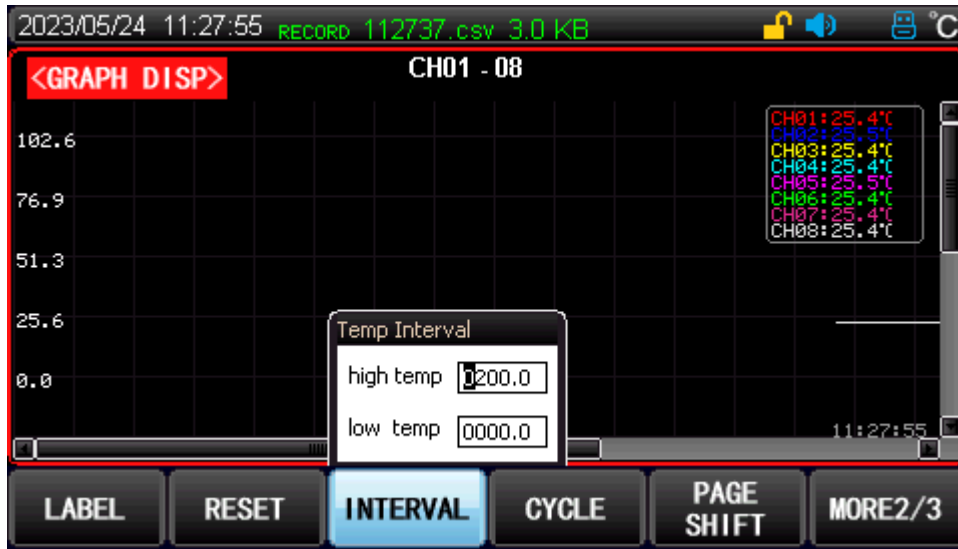 2023/05/24 11:27:55 RECORD 112737.csv 3.0 KB °C
<GRAPH DISP> CH01 - 08
102.6
76.9
51.3
25.6
0.0
CH01:25.4℃
CH02:25.5℃
CH03:25.4℃
CH04:25.4℃
CH05:25.5℃
CH06:25.4℃
CH07:25.4℃
CH08:25.4℃
Temp Interval
high temp 0200.0
low temp 0000.0
11:27:55
LABEL
RESET
INTERVAL
CYCLE
PAGE
SHIFT
MORE2/3